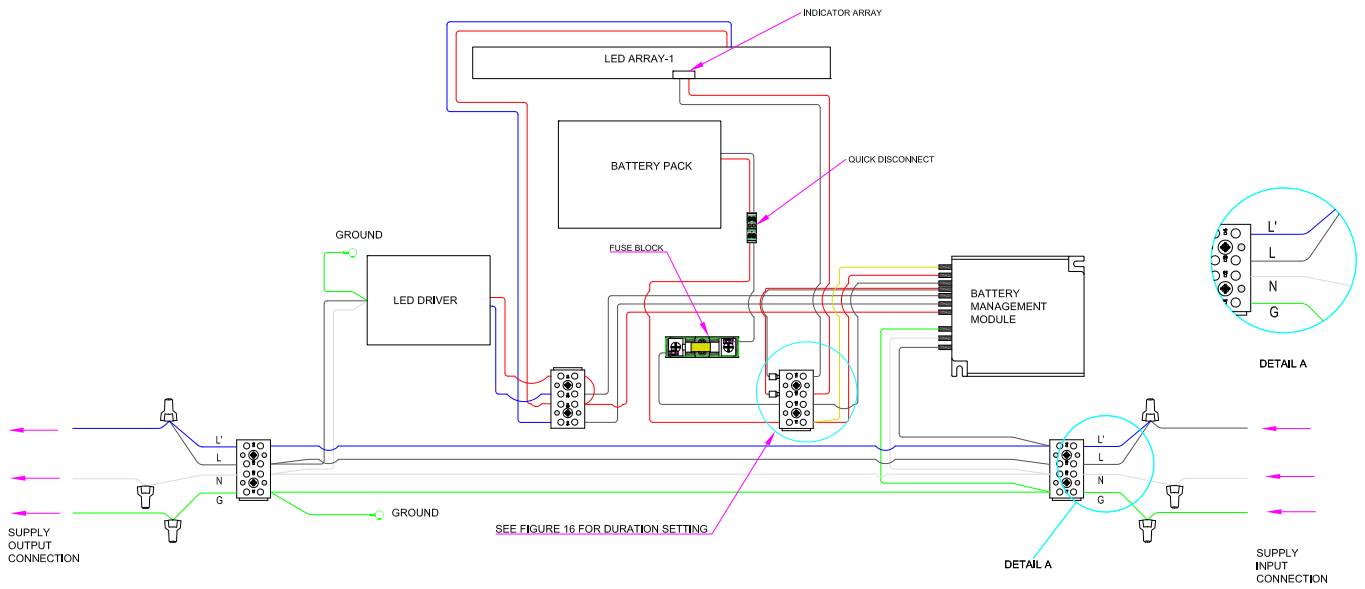 INDICATOR ARRAY
LED ARRAY-1
BATTERY PACK
QUICK DISCONNECT
GROUND
FUSE BLOCK
LED DRIVER
BATTERY
MANAGEMENT
MODULE
L'
L
N
G
DETAIL A
L'
L
N
G
L'
L
N
G
GROUND
SEE FIGURE 16 FOR DURATION SETTING
SUPPLY
OUTPUT
CONNECTION
DETAIL A
SUPPLY
INPUT
CONNECTION